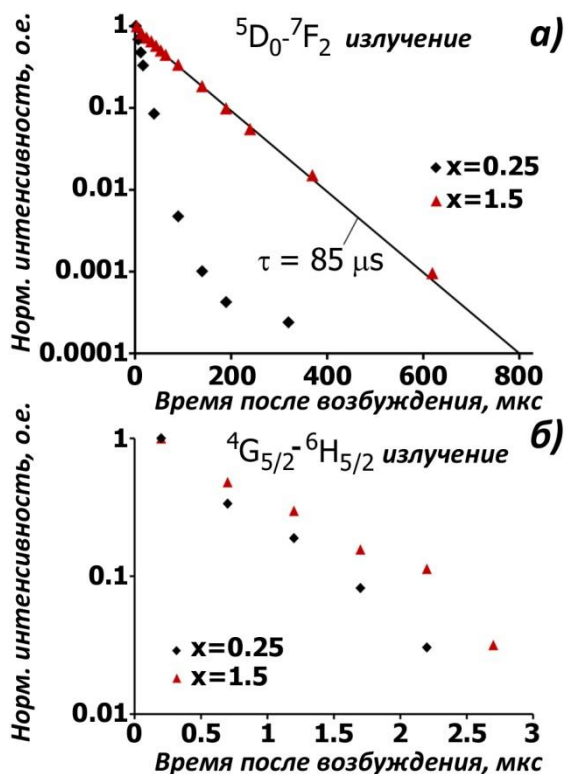 Норм. интенсивность, о.е.
⁵D₀-⁷F₂ излучение
а)
1
0.1
0.01
0.001
0.0001
x=0.25
x=1.5
τ = 85 μs
0 200 400 600 800
Время после возбуждения, мкс
Норм. интенсивность, о.е.
⁴G₅/₂-⁶H₅/₂ излучение
б)
1
0.1
0.01
x=0.25
x=1.5
0 0.5 1 1.5 2 2.5 3
Время после возбуждения, мкс